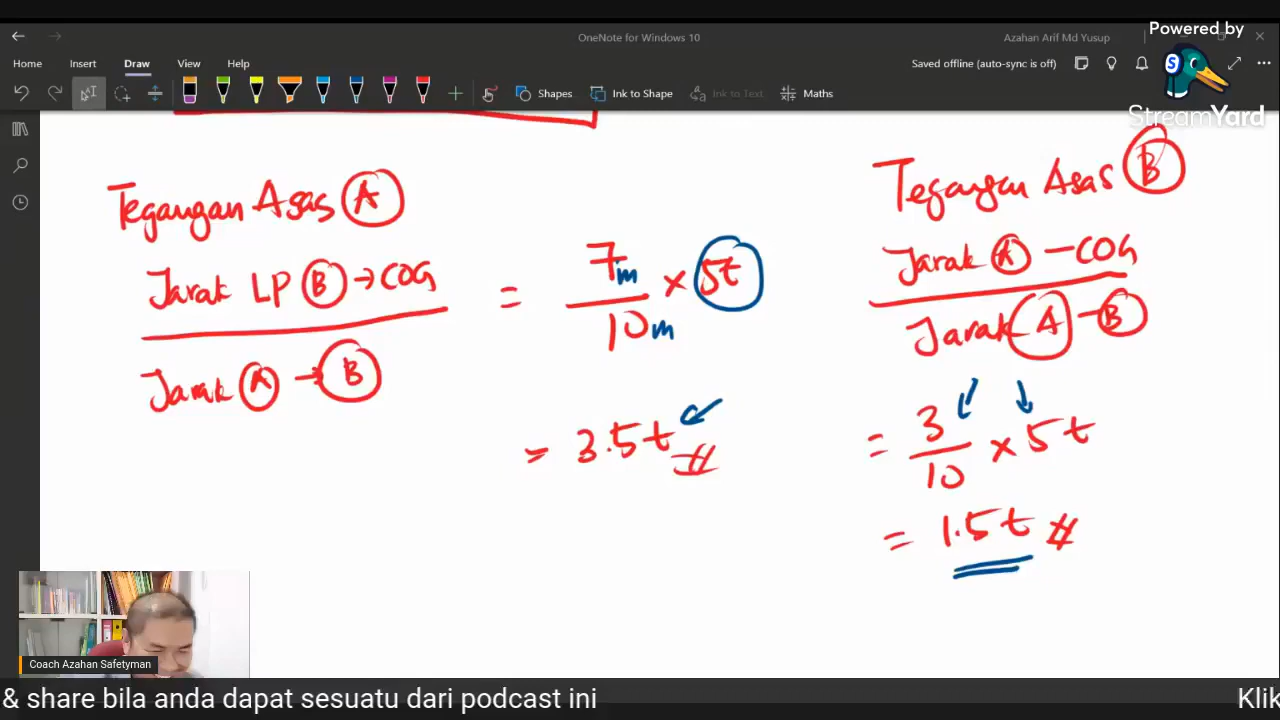 Powered by
StreamYard
OneNote for Windows 10
Azahan Arif Md Yusup
Home Insert Draw View Help
Saved offline (auto-sync is off)
Shapes
Ink to Shape
Ink to Text
Maths
Tegangan Asas A
Jarak LP B → COG
Jarak A → B
= 7m × 5t
10m
= 3.5t #
Tegangan Asas B
Jarak A - COG
Jarak A - B
= 3 × 5t
10
= 1.5t #
Coach Azahan Safetyman
& share bila anda dapat sesuatu dari podcast ini
Klik